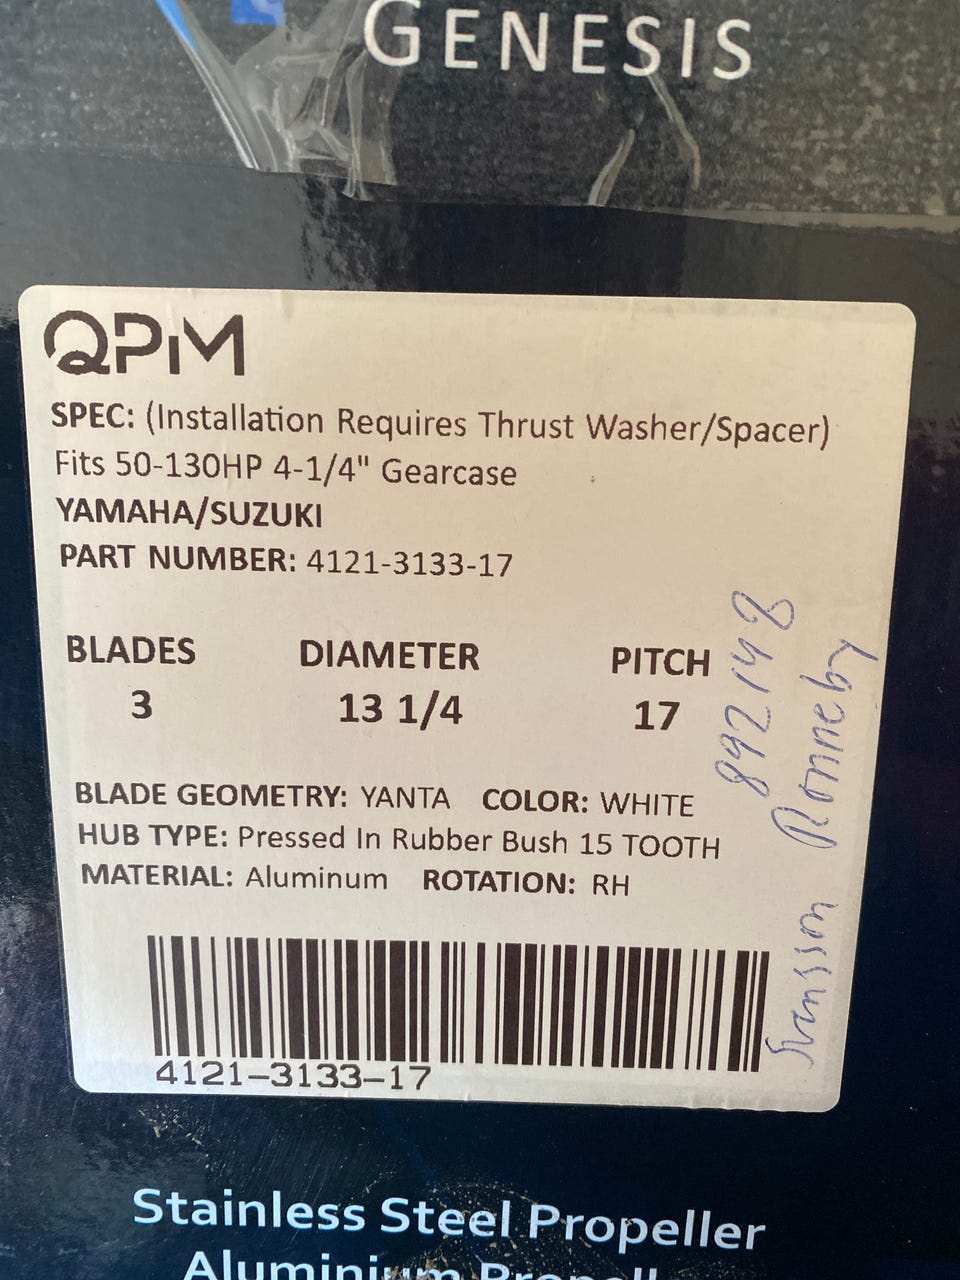 GENESIS
QPM
SPEC: (Installation Requires Thrust Washer/Spacer)
Fits 50-130HP 4-1/4" Gearcase
YAMAHA/SUZUKI
PART NUMBER: 4121-3133-17
BLADES DIAMETER PITCH
3 13 1/4 17
BLADE GEOMETRY: YANTA COLOR: WHITE
HUB TYPE: Pressed In Rubber Bush 15 TOOTH
MATERIAL: Aluminum ROTATION: RH
4121-3133-17
892148
Svensson Ronneby
Stainless Steel Propeller
Aluminium Propell